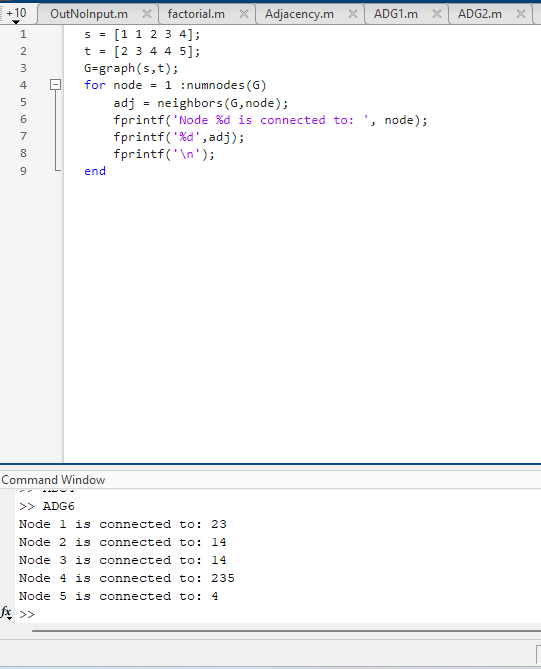 +10 OutNoInput.m × factorial.m × Adjacency.m × ADG1.m × ADG2.m ×
1 s = [1 1 2 3 4];
2 t = [2 3 4 4 5];
3 G=graph(s,t);
4 for node = 1 :numnodes(G)
5 adj = neighbors(G,node);
6 fprintf('Node %d is connected to: ', node);
7 fprintf('%d',adj);
8 fprintf('\n');
9 end
Command Window
>> ADG6
Node 1 is connected to: 23
Node 2 is connected to: 14
Node 3 is connected to: 14
Node 4 is connected to: 235
Node 5 is connected to: 4
fx >>